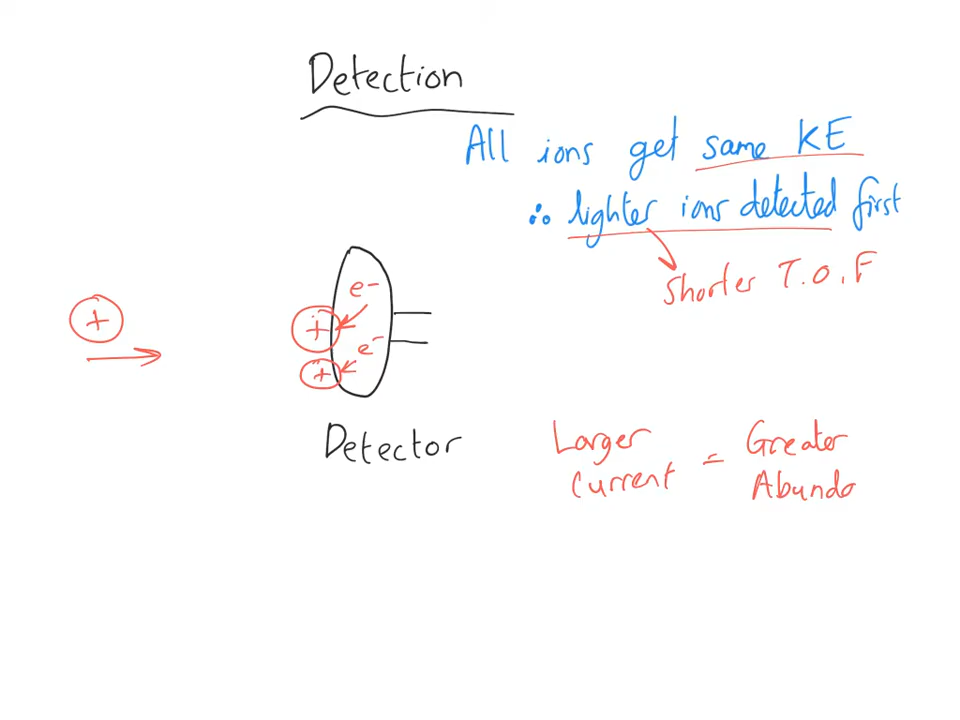 Detection
All ions get same KE
∴ lighter ions detected first
Shorter T.O.F
+
e-
+
e-
+
Detector
Larger
Current = Greater
Abunda